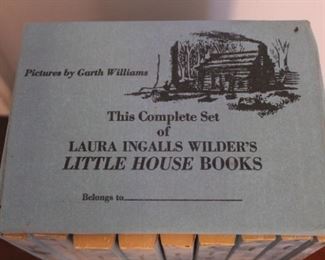 Pictures by Garth Williams
This Complete Set
of
LAURA INGALLS WILDER'S
LITTLE HOUSE BOOKS
Belongs to